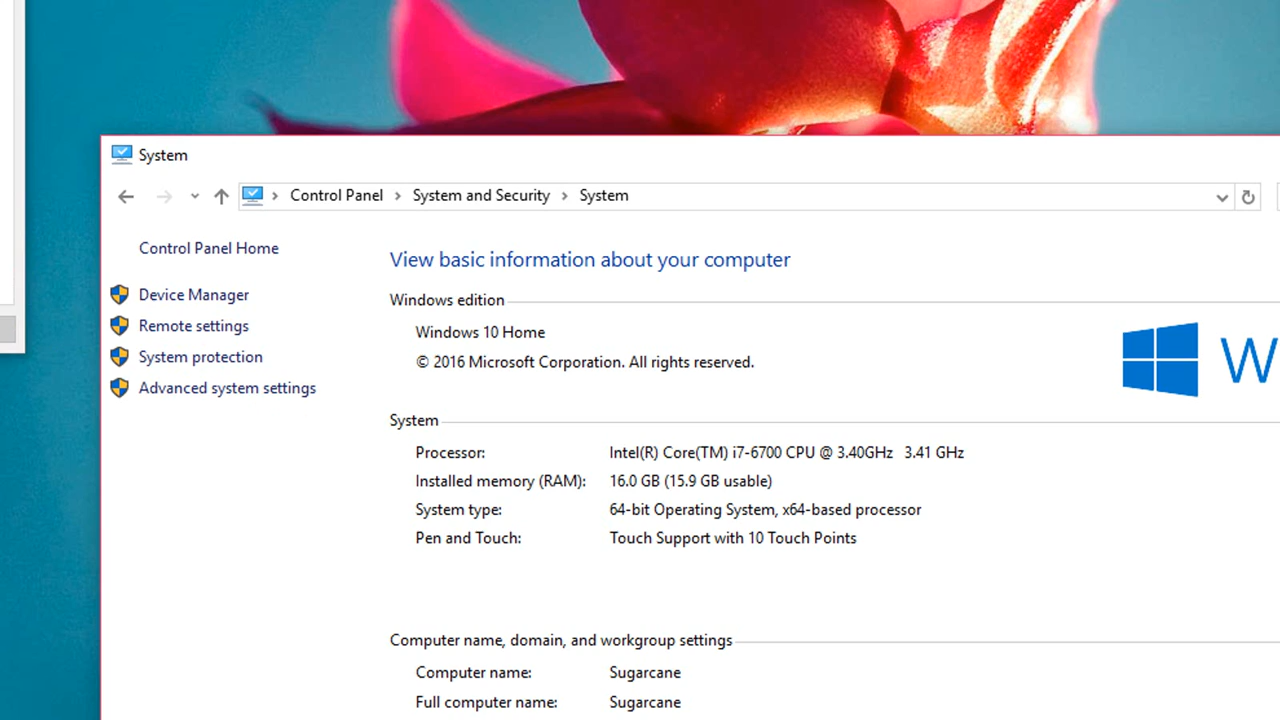 System
Control Panel System and Security System
Control Panel Home
Device Manager
Remote settings
System protection
Advanced system settings
View basic information about your computer
Windows edition
Windows 10 Home
© 2016 Microsoft Corporation. All rights reserved.
W
System
Processor: Intel(R) Core(TM) i7-6700 CPU @ 3.40GHz 3.41 GHz
Installed memory (RAM): 16.0 GB (15.9 GB usable)
System type: 64-bit Operating System, x64-based processor
Pen and Touch: Touch Support with 10 Touch Points
Computer name, domain, and workgroup settings
Computer name: Sugarcane
Full computer name: Sugarcane